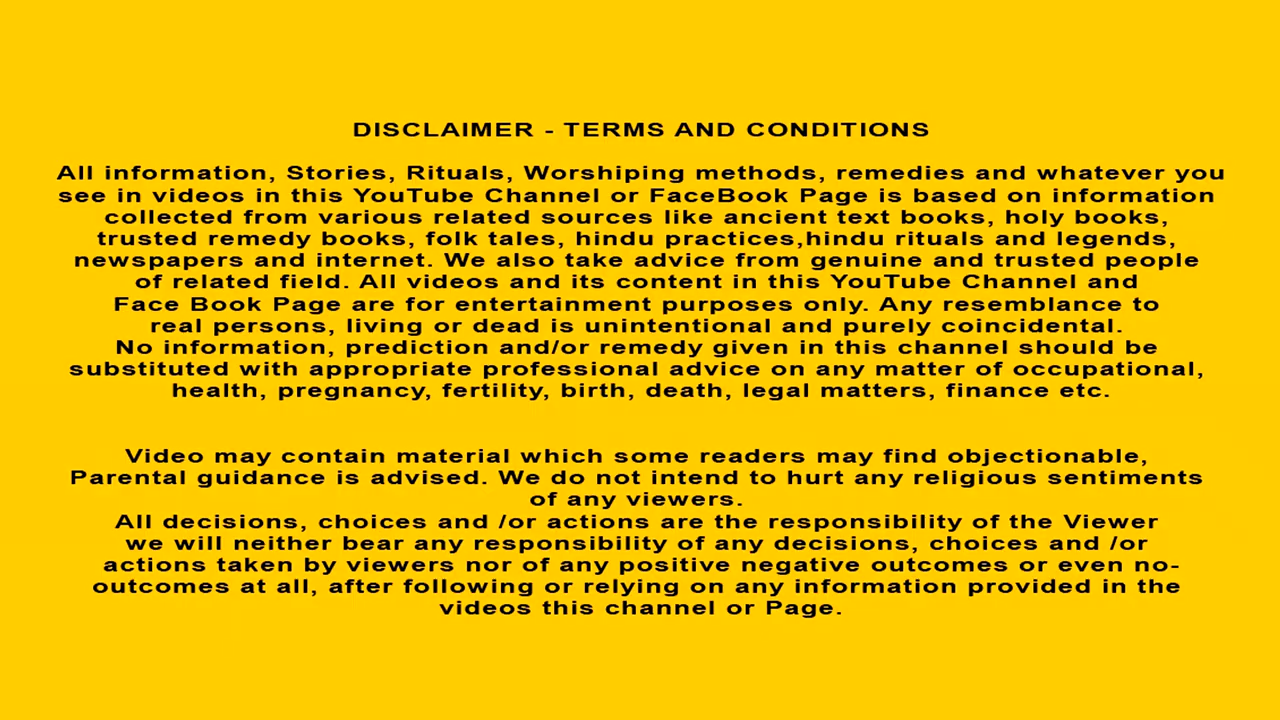 DISCLAIMER - TERMS AND CONDITIONS
All information, Stories, Rituals, Worshiping methods, remedies and whatever you
see in videos in this YouTube Channel or FaceBook Page is based on information
collected from various related sources like ancient text books, holy books,
trusted remedy books, folk tales, hindu practices,hindu rituals and legends,
newspapers and internet. We also take advice from genuine and trusted people
of related field. All videos and its content in this YouTube Channel and
Face Book Page are for entertainment purposes only. Any resemblance to
real persons, living or dead is unintentional and purely coincidental.
No information, prediction and/or remedy given in this channel should be
substituted with appropriate professional advice on any matter of occupational,
health, pregnancy, fertility, birth, death, legal matters, finance etc.
Video may contain material which some readers may find objectionable,
Parental guidance is advised. We do not intend to hurt any religious sentiments
of any viewers.
All decisions, choices and /or actions are the responsibility of the Viewer
we will neither bear any responsibility of any decisions, choices and /or
actions taken by viewers nor of any positive negative outcomes or even no-
outcomes at all, after following or relying on any information provided in the
videos this channel or Page.